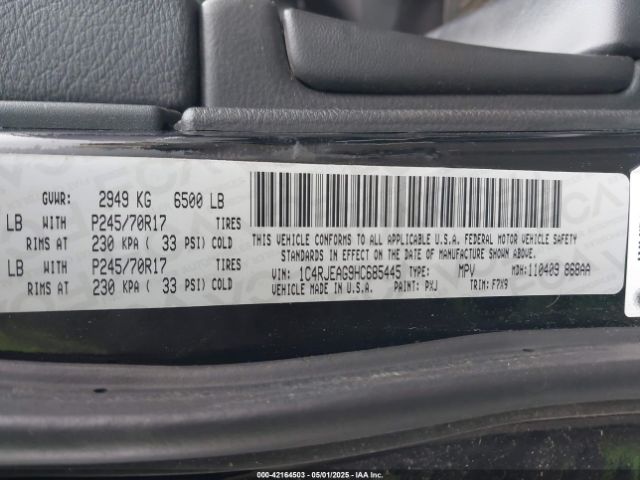 GVWR: 2949 KG 6500 LB
LB WITH P245/70R17 TIRES
RIMS AT 230 KPA ( 33 PSI) COLD
LB WITH P245/70R17 TIRES
RIMS AT 230 KPA ( 33 PSI) COLD
THIS VEHICLE CONFORMS TO ALL APPLICABLE U.S.A. FEDERAL MOTOR VEHICLE SAFETY
STANDARDS IN EFFECT ON THE DATE OF MANUFACTURE SHOWN ABOVE.
VIN: 1C4RJEAG9HC685445 TYPE: MPV MDH: 110409 868AA
VEHICLE MADE IN U.S.A. PAINT: PXJ TRIM: F7X9
000-42164503 - 05/01/2025 - IAA Inc.